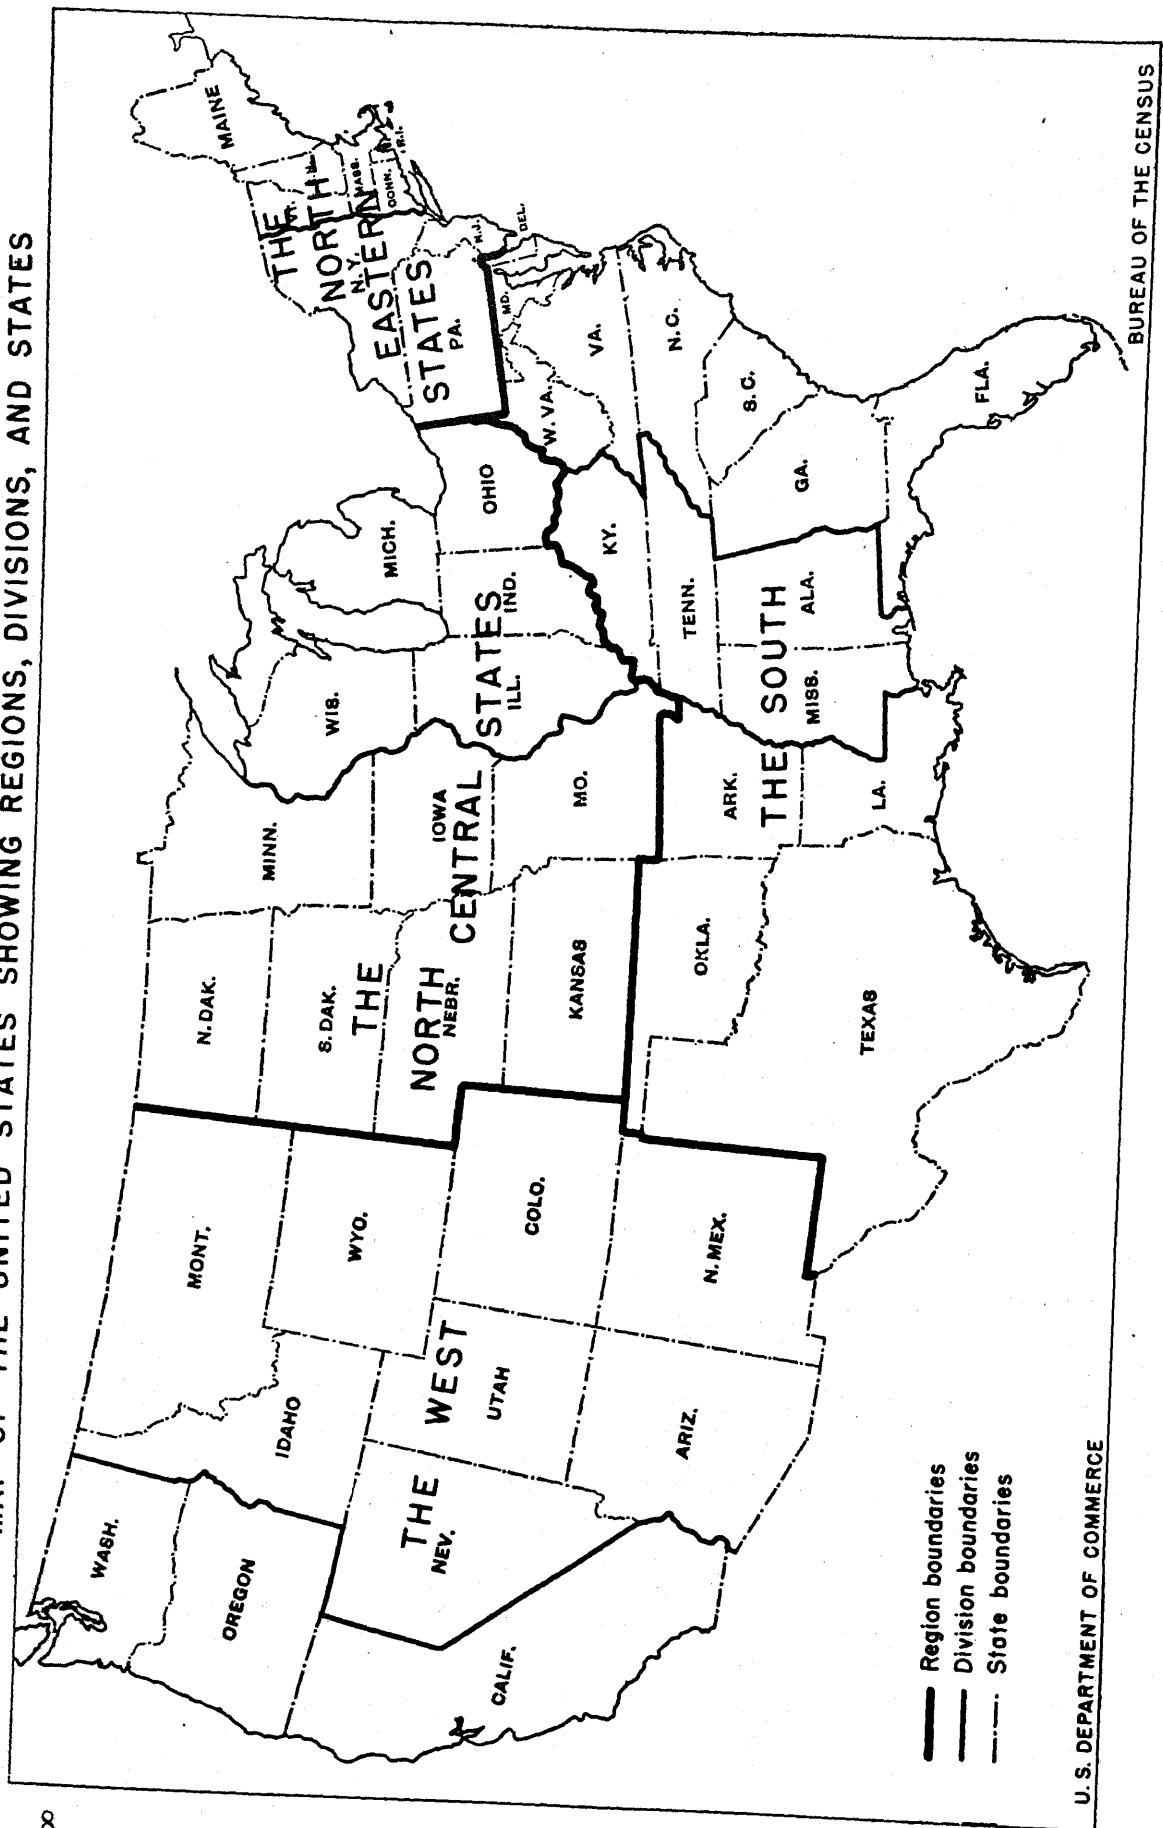 MAP OF THE UNITED STATES SHOWING REGIONS, DIVISIONS, AND STATES
WASH.
OREGON
CALIF.
NEV.
IDAHO
MONT.
WYO.
UTAH
COLO.
ARIZ.
N. MEX.
THE WEST
N. DAK.
S. DAK.
NEBR.
KANSAS
MINN.
IOWA
MO.
WIS.
ILL.
MICH.
IND.
OHIO
THE
NORTH
CENTRAL
STATES
TEXAS
OKLA.
ARK.
LA.
MISS.
ALA.
TENN.
KY.
GA.
FLA.
S.C.
N.C.
VA.
W. VA.
MD.
DEL.
THE SOUTH
MAINE
VT.
MASS.
CONN.
R.I.
N.Y.
N.J.
PA.
THE
NORTH
EASTERN
STATES
Region boundaries
Division boundaries
State boundaries
U. S. DEPARTMENT OF COMMERCE
BUREAU OF THE CENSUS
8